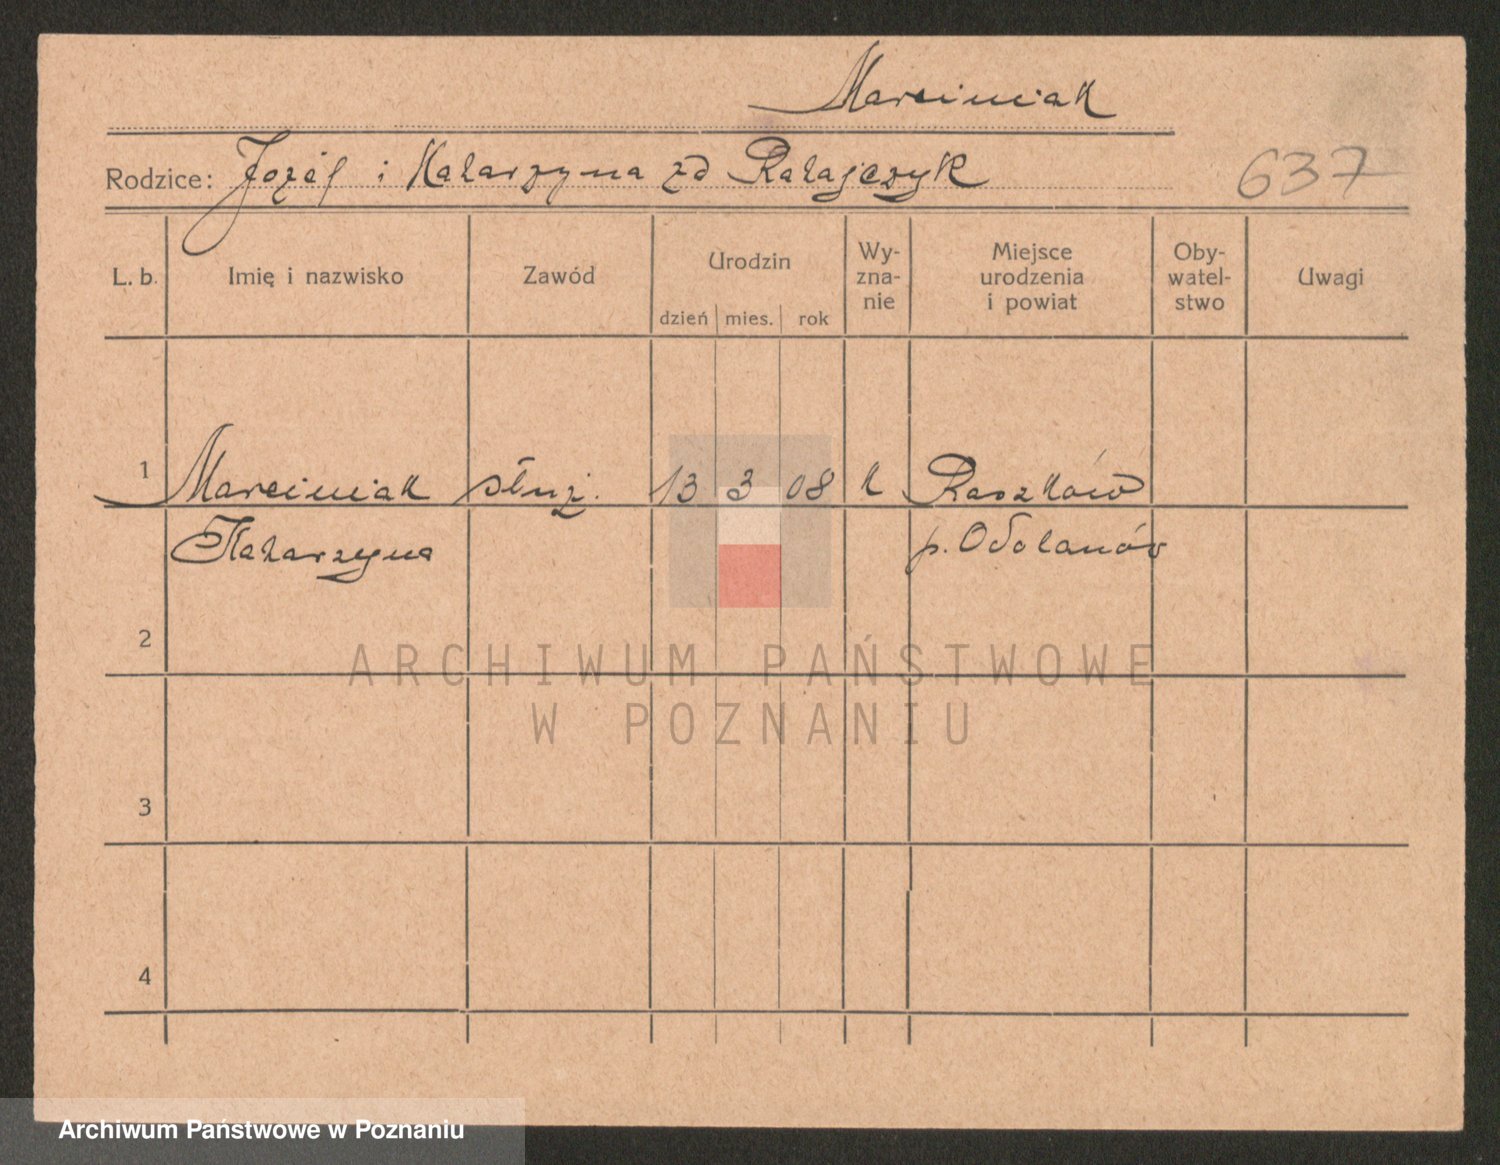 Marciniak
Rodzice: Józef i Katarzyna zd Ratajczyk
637
L. b. Imię i nazwisko Zawód Urodzin dzień mies. rok Wy-zna-nie Miejsce urodzenia i powiat Oby-watel-stwo Uwagi
1 Marciniak służ. 13 3 08 k Raszków
Katarzyna p. Odolanów
2
ARCHIWUM PAŃSTWOWE
W POZNANIU
3
4
Archiwum Państwowe w Poznaniu